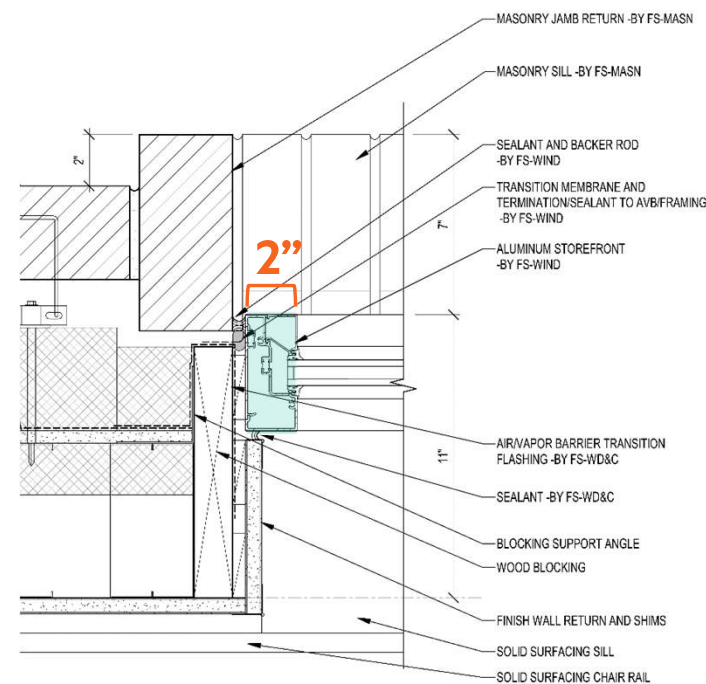 MASONRY JAMB RETURN -BY FS-MASN
MASONRY SILL -BY FS-MASN
2"
SEALANT AND BACKER ROD
-BY FS-WIND
TRANSITION MEMBRANE AND
TERMINATION/SEALANT TO AVB/FRAMING
-BY FS-WIND
7"
2”
ALUMINUM STOREFRONT
-BY FS-WIND
AIR/VAPOR BARRIER TRANSITION
FLASHING -BY FS-WD&C
11"
SEALANT -BY FS-WD&C
BLOCKING SUPPORT ANGLE
WOOD BLOCKING
FINISH WALL RETURN AND SHIMS
SOLID SURFACING SILL
SOLID SURFACING CHAIR RAIL